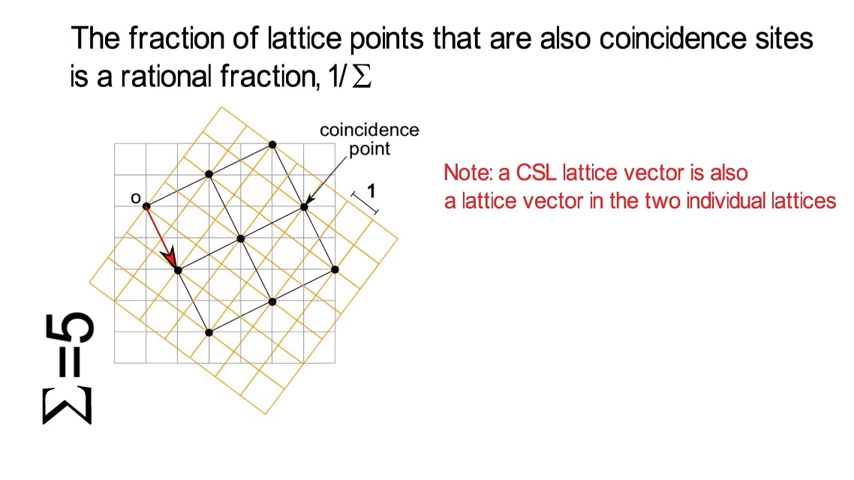 The fraction of lattice points that are also coincidence sites
is a rational fraction, 1/Σ
coincidence
point
1
o
Note: a CSL lattice vector is also
a lattice vector in the two individual lattices
Σ=5